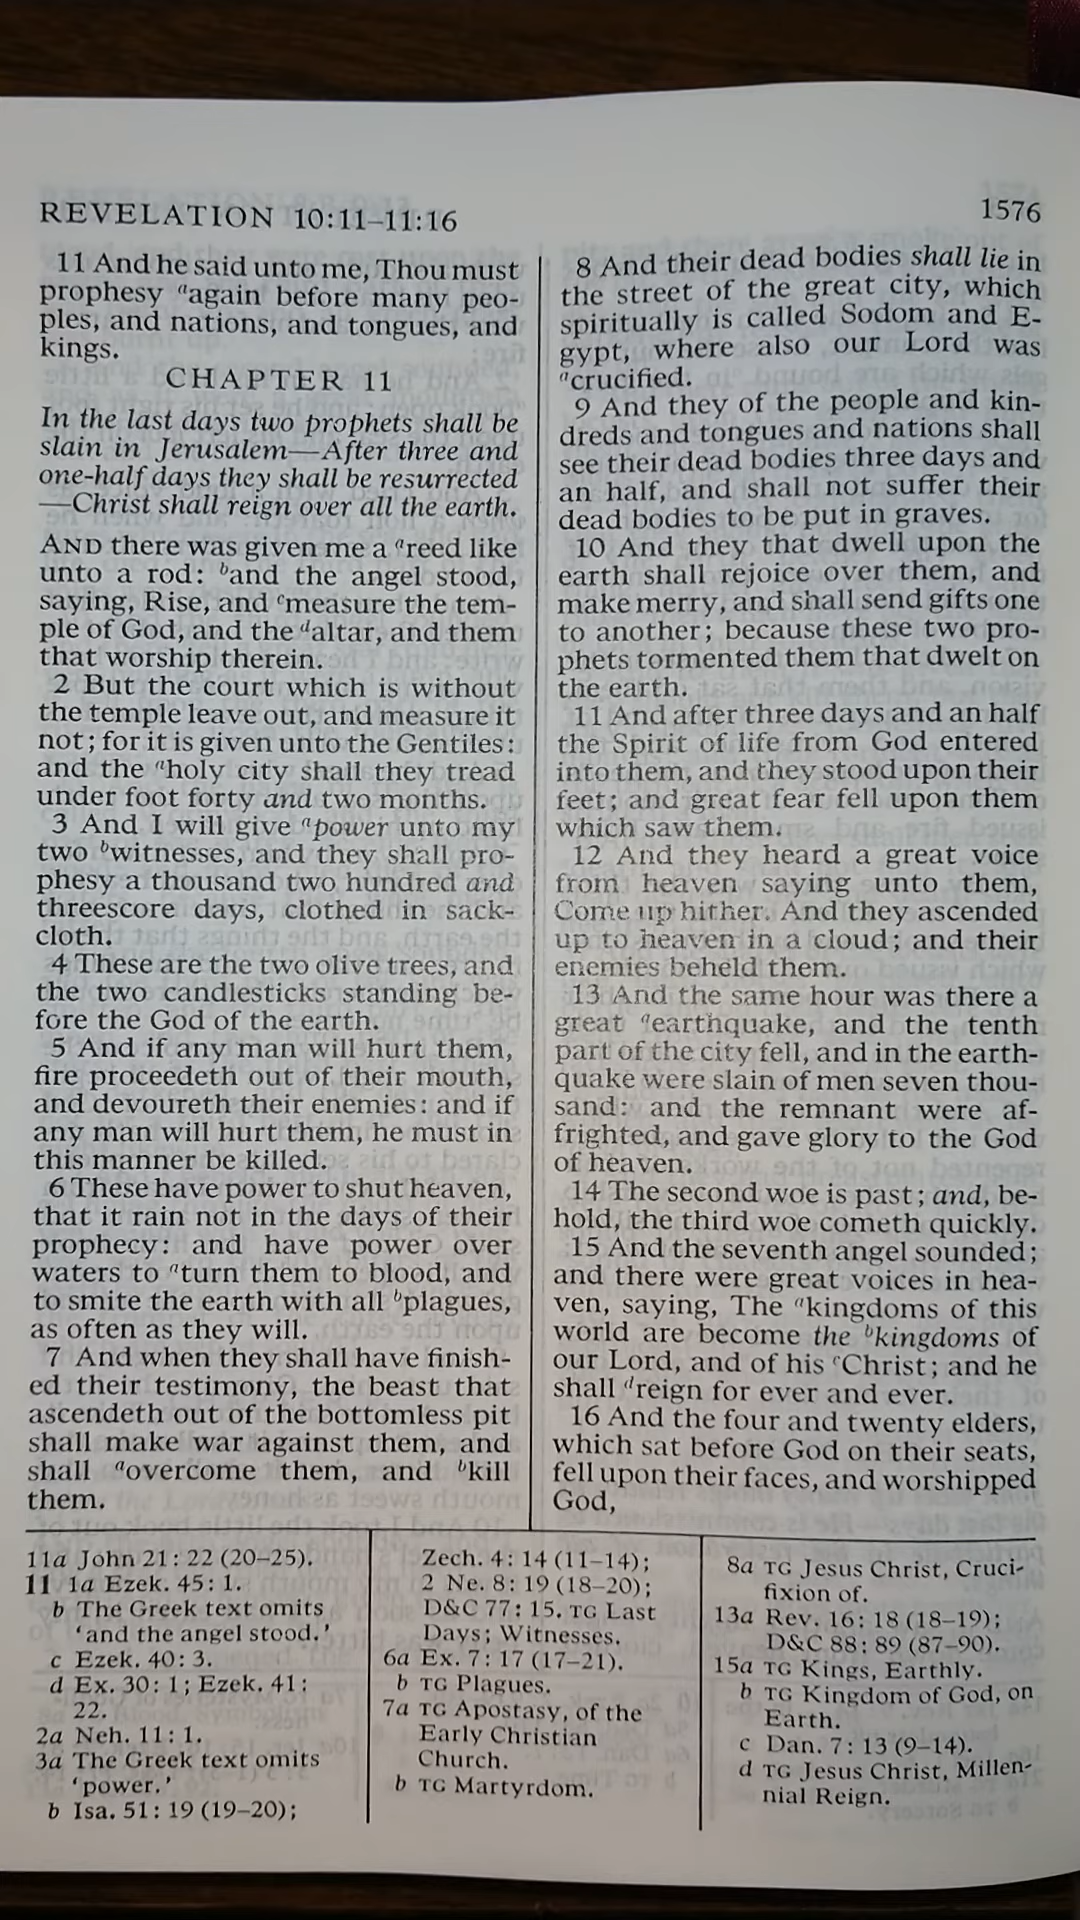 REVELATION 10:11–11:16
1576
11 And he said unto me, Thou must
prophesy ᵃagain before many peo-
ples, and nations, and tongues, and
kings.
CHAPTER 11
In the last days two prophets shall be
slain in Jerusalem—After three and
one-half days they shall be resurrected
—Christ shall reign over all the earth.
AND there was given me a ᵃreed like
unto a rod: ᵇand the angel stood,
saying, Rise, and ᶜmeasure the tem-
ple of God, and the ᵈaltar, and them
that worship therein.
2 But the court which is without
the temple leave out, and measure it
not; for it is given unto the Gentiles:
and the ᵃholy city shall they tread
under foot forty and two months.
3 And I will give ᵃpower unto my
two ᵇwitnesses, and they shall pro-
phesy a thousand two hundred and
threescore days, clothed in sack-
cloth.
4 These are the two olive trees, and
the two candlesticks standing be-
fore the God of the earth.
5 And if any man will hurt them,
fire proceedeth out of their mouth,
and devoureth their enemies: and if
any man will hurt them, he must in
this manner be killed.
6 These have power to shut heaven,
that it rain not in the days of their
prophecy: and have power over
waters to ᵃturn them to blood, and
to smite the earth with all ᵇplagues,
as often as they will.
7 And when they shall have finish-
ed their testimony, the beast that
ascendeth out of the bottomless pit
shall make war against them, and
shall ᵃovercome them, and ᵇkill
them.
8 And their dead bodies shall lie in
the street of the great city, which
spiritually is called Sodom and E-
gypt, where also our Lord was
ᵃcrucified.
9 And they of the people and kin-
dreds and tongues and nations shall
see their dead bodies three days and
an half, and shall not suffer their
dead bodies to be put in graves.
10 And they that dwell upon the
earth shall rejoice over them, and
make merry, and shall send gifts one
to another; because these two pro-
phets tormented them that dwelt on
the earth.
11 And after three days and an half
the Spirit of life from God entered
into them, and they stood upon their
feet; and great fear fell upon them
which saw them.
12 And they heard a great voice
from heaven saying unto them,
Come up hither. And they ascended
up to heaven in a cloud; and their
enemies beheld them.
13 And the same hour was there a
great ᵃearthquake, and the tenth
part of the city fell, and in the earth-
quake were slain of men seven thou-
sand: and the remnant were af-
frighted, and gave glory to the God
of heaven.
14 The second woe is past; and, be-
hold, the third woe cometh quickly.
15 And the seventh angel sounded;
and there were great voices in hea-
ven, saying, The ᵃkingdoms of this
world are become the ᵇkingdoms of
our Lord, and of his ᶜChrist; and he
shall ᵈreign for ever and ever.
16 And the four and twenty elders,
which sat before God on their seats,
fell upon their faces, and worshipped
God,
11a John 21: 22 (20–25).
11 1a Ezek. 45: 1.
b The Greek text omits
‘and the angel stood.’
c Ezek. 40: 3.
d Ex. 30: 1; Ezek. 41:
22.
2a Neh. 11: 1.
3a The Greek text omits
‘power.’
b Isa. 51: 19 (19–20);
Zech. 4: 14 (11–14);
2 Ne. 8: 19 (18–20);
D&C 77: 15. TG Last
Days; Witnesses.
6a Ex. 7: 17 (17–21).
b TG Plagues.
7a TG Apostasy, of the
Early Christian
Church.
b TG Martyrdom.
8a TG Jesus Christ, Cruci-
fixion of.
13a Rev. 16: 18 (18–19);
D&C 88: 89 (87–90).
15a TG Kings, Earthly.
b TG Kingdom of God, on
Earth.
c Dan. 7: 13 (9–14).
d TG Jesus Christ, Millen-
nial Reign.